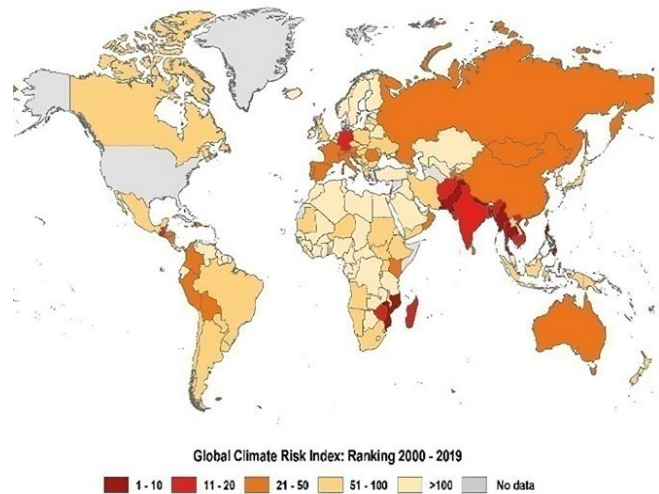 Global Climate Risk Index: Ranking 2000 - 2019
1 - 10 11 - 20 21 - 50 51 - 100 >100 No data